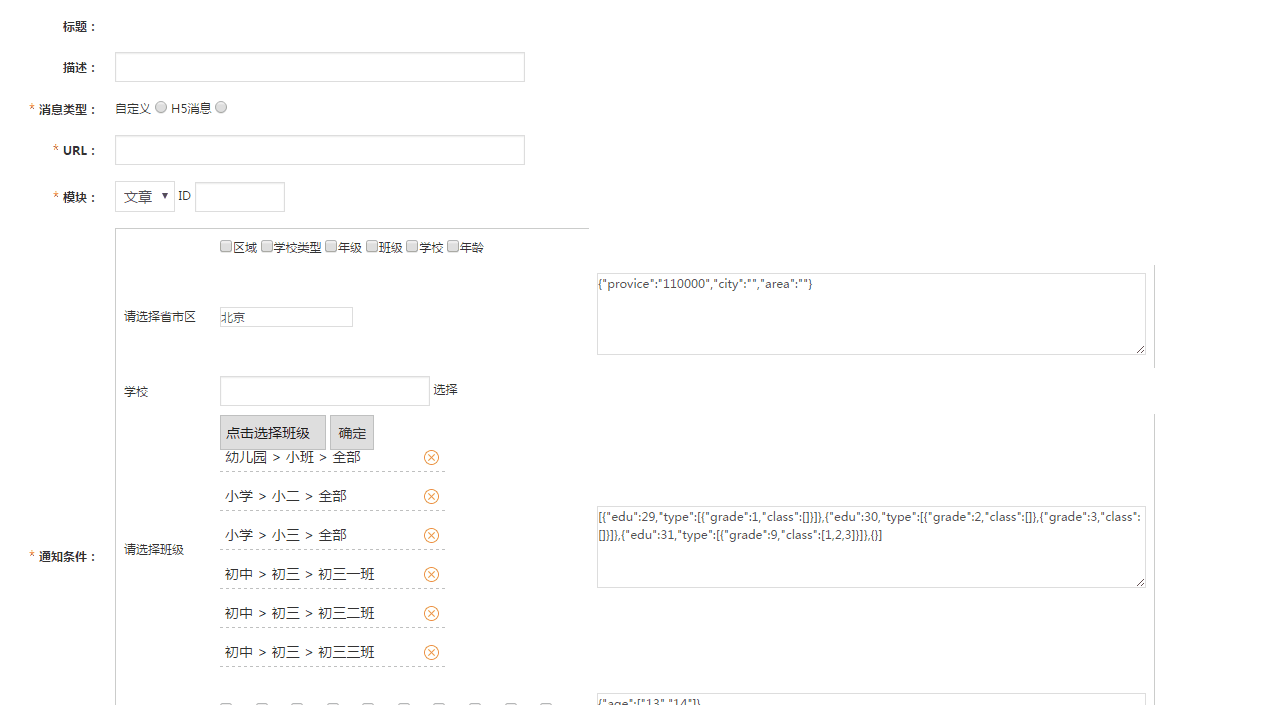 标题：
描述：
* 消息类型： 自定义 H5消息
* URL：
* 模块： 文章 ID
区域 学校类型 年级 班级 学校 年龄
请选择省市区 北京 {"provice":"110000","city":"","area":""}
学校 选择
点击选择班级 确定
幼儿园 > 小班 > 全部
小学 > 小二 > 全部
小学 > 小三 > 全部
初中 > 初三 > 初三一班
初中 > 初三 > 初三二班
初中 > 初三 > 初三三班
* 通知条件： 请选择班级
[{"edu":29,"type":[{"grade":1,"class":[]}]},{"edu":30,"type":[{"grade":2,"class":[]},{"grade":3,"class":
[]}]},{"edu":31,"type":[{"grade":9,"class":[1,2,3]}]},{}]
{"age":["13","14"]}